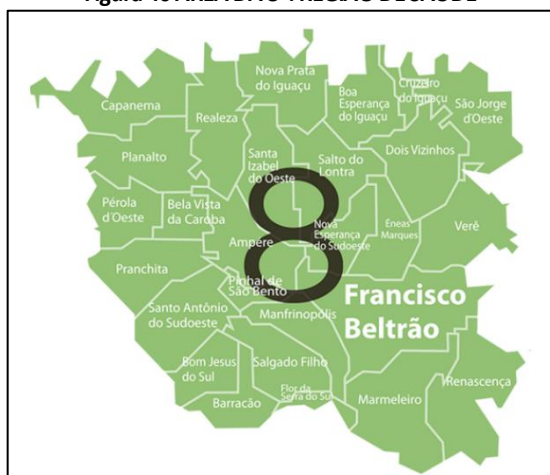 Nova Prata
do Iguaçu
Cruzeiro
do Iguaçu
Boa
Esperança
do Iguaçu
Capanema
Realeza
São Jorge
d'Oeste
Planalto
Santa
Izabel
do Oeste
Salto do
Lontra
Dois Vizinhos
Pérola
d'Oeste
Bela Vista
da Caroba
8
Nova
Esperança
do Sudoeste
Éneas
Marques
Verê
Ampere
Pranchita
Pinhal de
São Bento
Francisco
Beltrão
Santo Antônio
do Sudoeste
Manfrinopólis
Bom Jesus
do Sul
Salgado Filho
Flor da
Serra do Sul
Barracão
Marmeleiro
Renascença